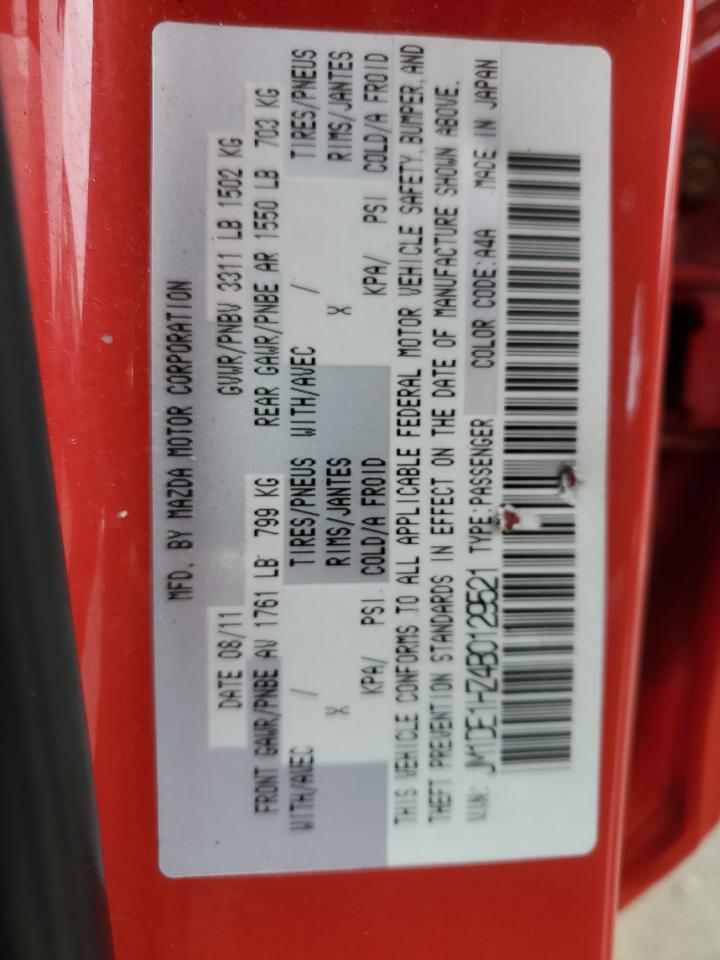 MFD. BY MAZDA MOTOR CORPORATION
DATE 08/11 GVWR/PNBV 3311 LB 1502 KG
FRONT GAWR/PNBE AV 1761 LB 799 KG REAR GAWR/PNBE AR 1550 LB 703 KG
WITH/AVEC / TIRES/PNEUS WITH/AVEC / TIRES/PNEUS
X RIMS/JANTES X RIMS/JANTES
KPA/ PSI. COLD/A FROID KPA/ PSI COLD/A FROID
THIS VEHICLE CONFORMS TO ALL APPLICABLE FEDERAL MOTOR VEHICLE SAFETY, BUMPER, AND
THEFT PREVENTION STANDARDS IN EFFECT ON THE DATE OF MANUFACTURE SHOWN ABOVE.
V.I.N: JM1DE1HZ4B0129521 TYPE:PASSENGER COLOR CODE:A4A MADE IN JAPAN